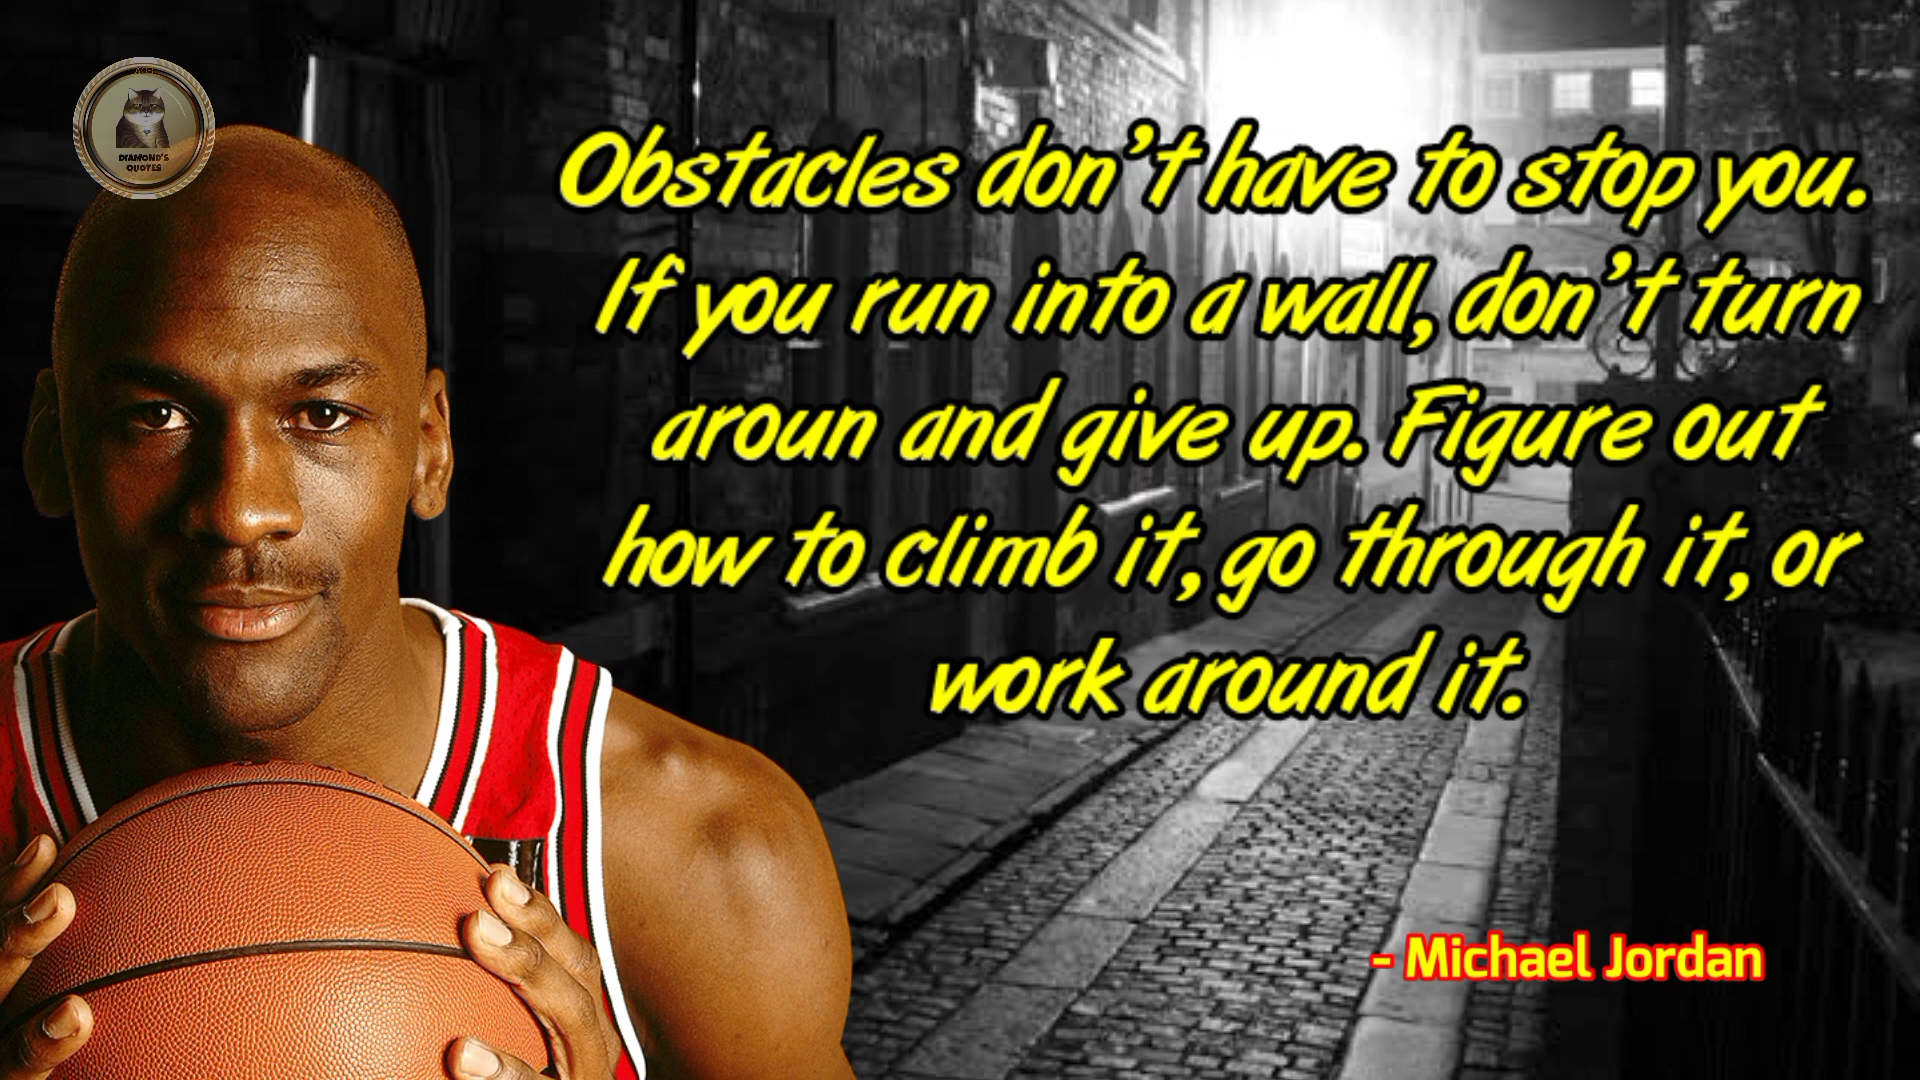 DIAMOND'S
QUOTES
Obstacles don't have to stop you.
If you run into a wall, don't turn
aroun and give up. Figure out
how to climb it, go through it, or
work around it.
- Michael Jordan